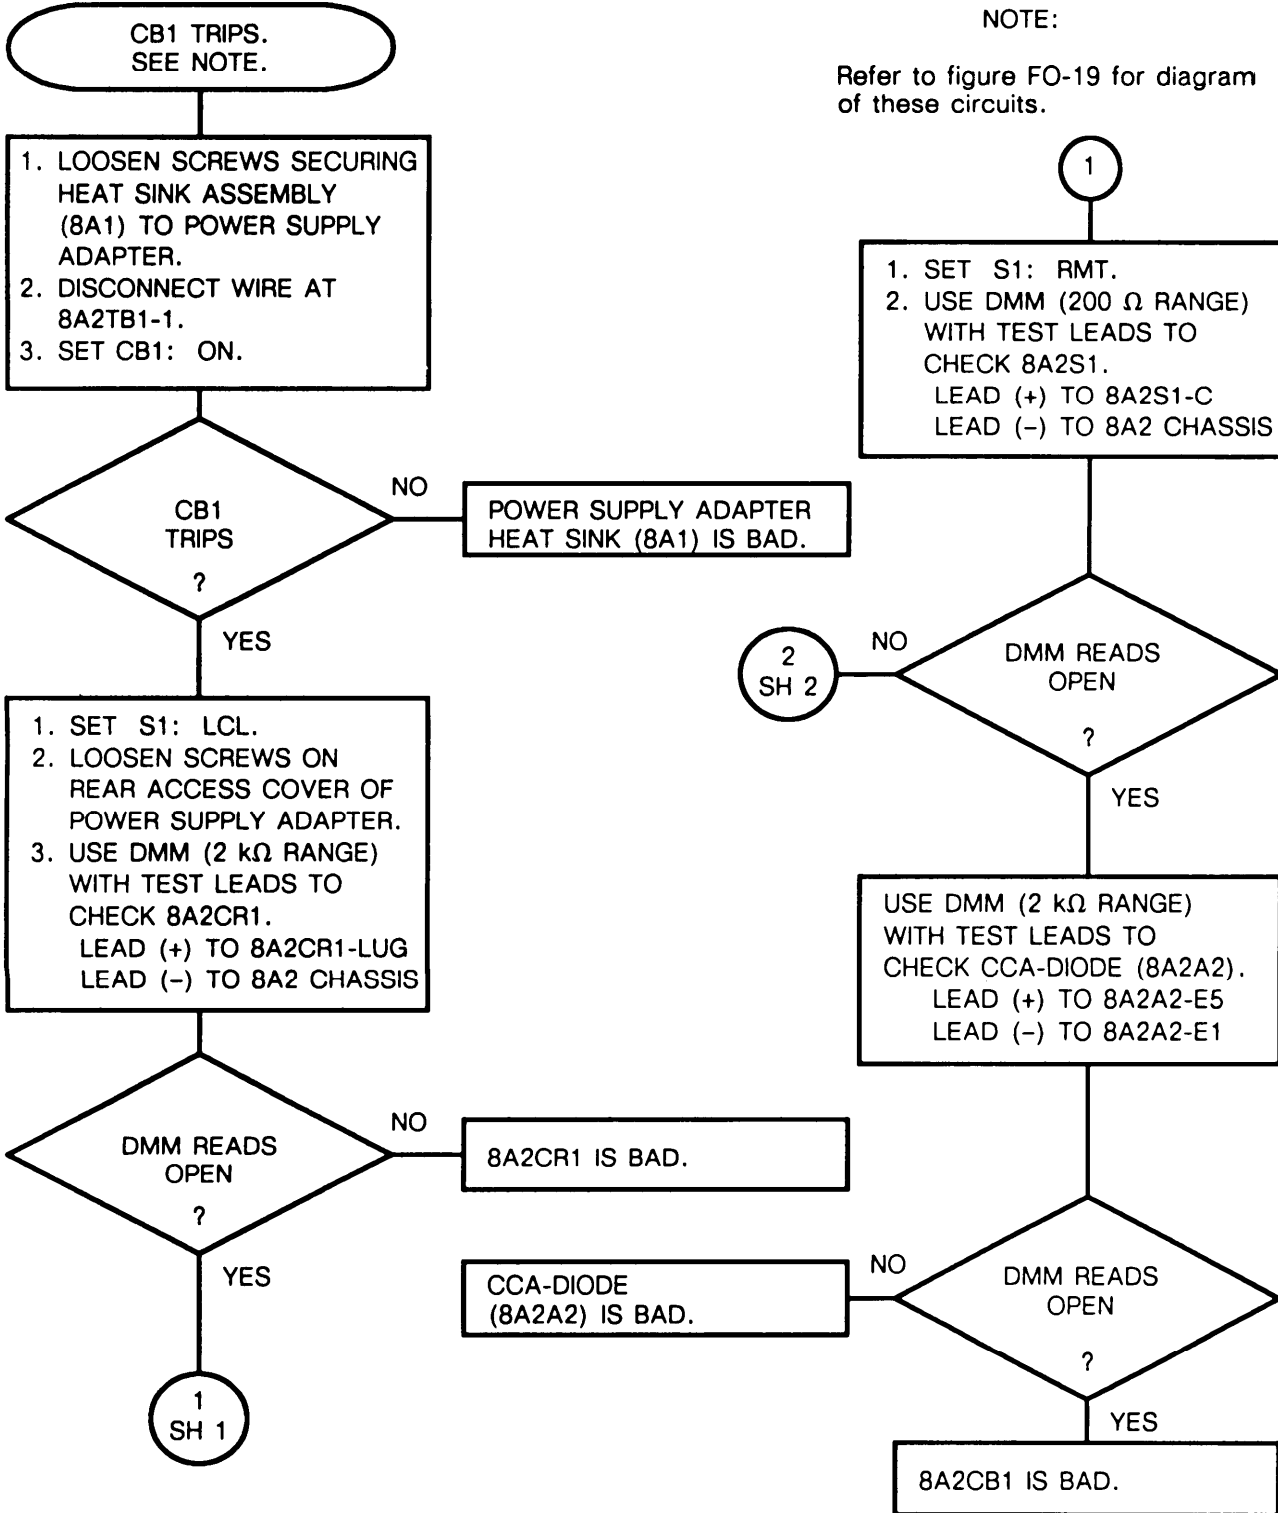 CB1 TRIPS.
SEE NOTE.
1. LOOSEN SCREWS SECURING
HEAT SINK ASSEMBLY
(8A1) TO POWER SUPPLY
ADAPTER.
2. DISCONNECT WIRE AT
8A2TB1-1.
3. SET CB1: ON.
CB1
TRIPS
?
NO
POWER SUPPLY ADAPTER
HEAT SINK (8A1) IS BAD.
YES
1. SET S1: LCL.
2. LOOSEN SCREWS ON
REAR ACCESS COVER OF
POWER SUPPLY ADAPTER.
3. USE DMM (2 kΩ RANGE)
WITH TEST LEADS TO
CHECK 8A2CR1.
LEAD (+) TO 8A2CR1-LUG
LEAD (–) TO 8A2 CHASSIS
DMM READS
OPEN
?
NO
8A2CR1 IS BAD.
YES
1
SH 1
NOTE:
Refer to figure FO-19 for diagram
of these circuits.
1
1. SET S1: RMT.
2. USE DMM (200 Ω RANGE)
WITH TEST LEADS TO
CHECK 8A2S1.
LEAD (+) TO 8A2S1-C
LEAD (–) TO 8A2 CHASSIS
DMM READS
OPEN
?
NO
2
SH 2
YES
USE DMM (2 kΩ RANGE)
WITH TEST LEADS TO
CHECK CCA-DIODE (8A2A2).
LEAD (+) TO 8A2A2-E5
LEAD (–) TO 8A2A2-E1
DMM READS
OPEN
?
NO
CCA-DIODE
(8A2A2) IS BAD.
YES
8A2CB1 IS BAD.